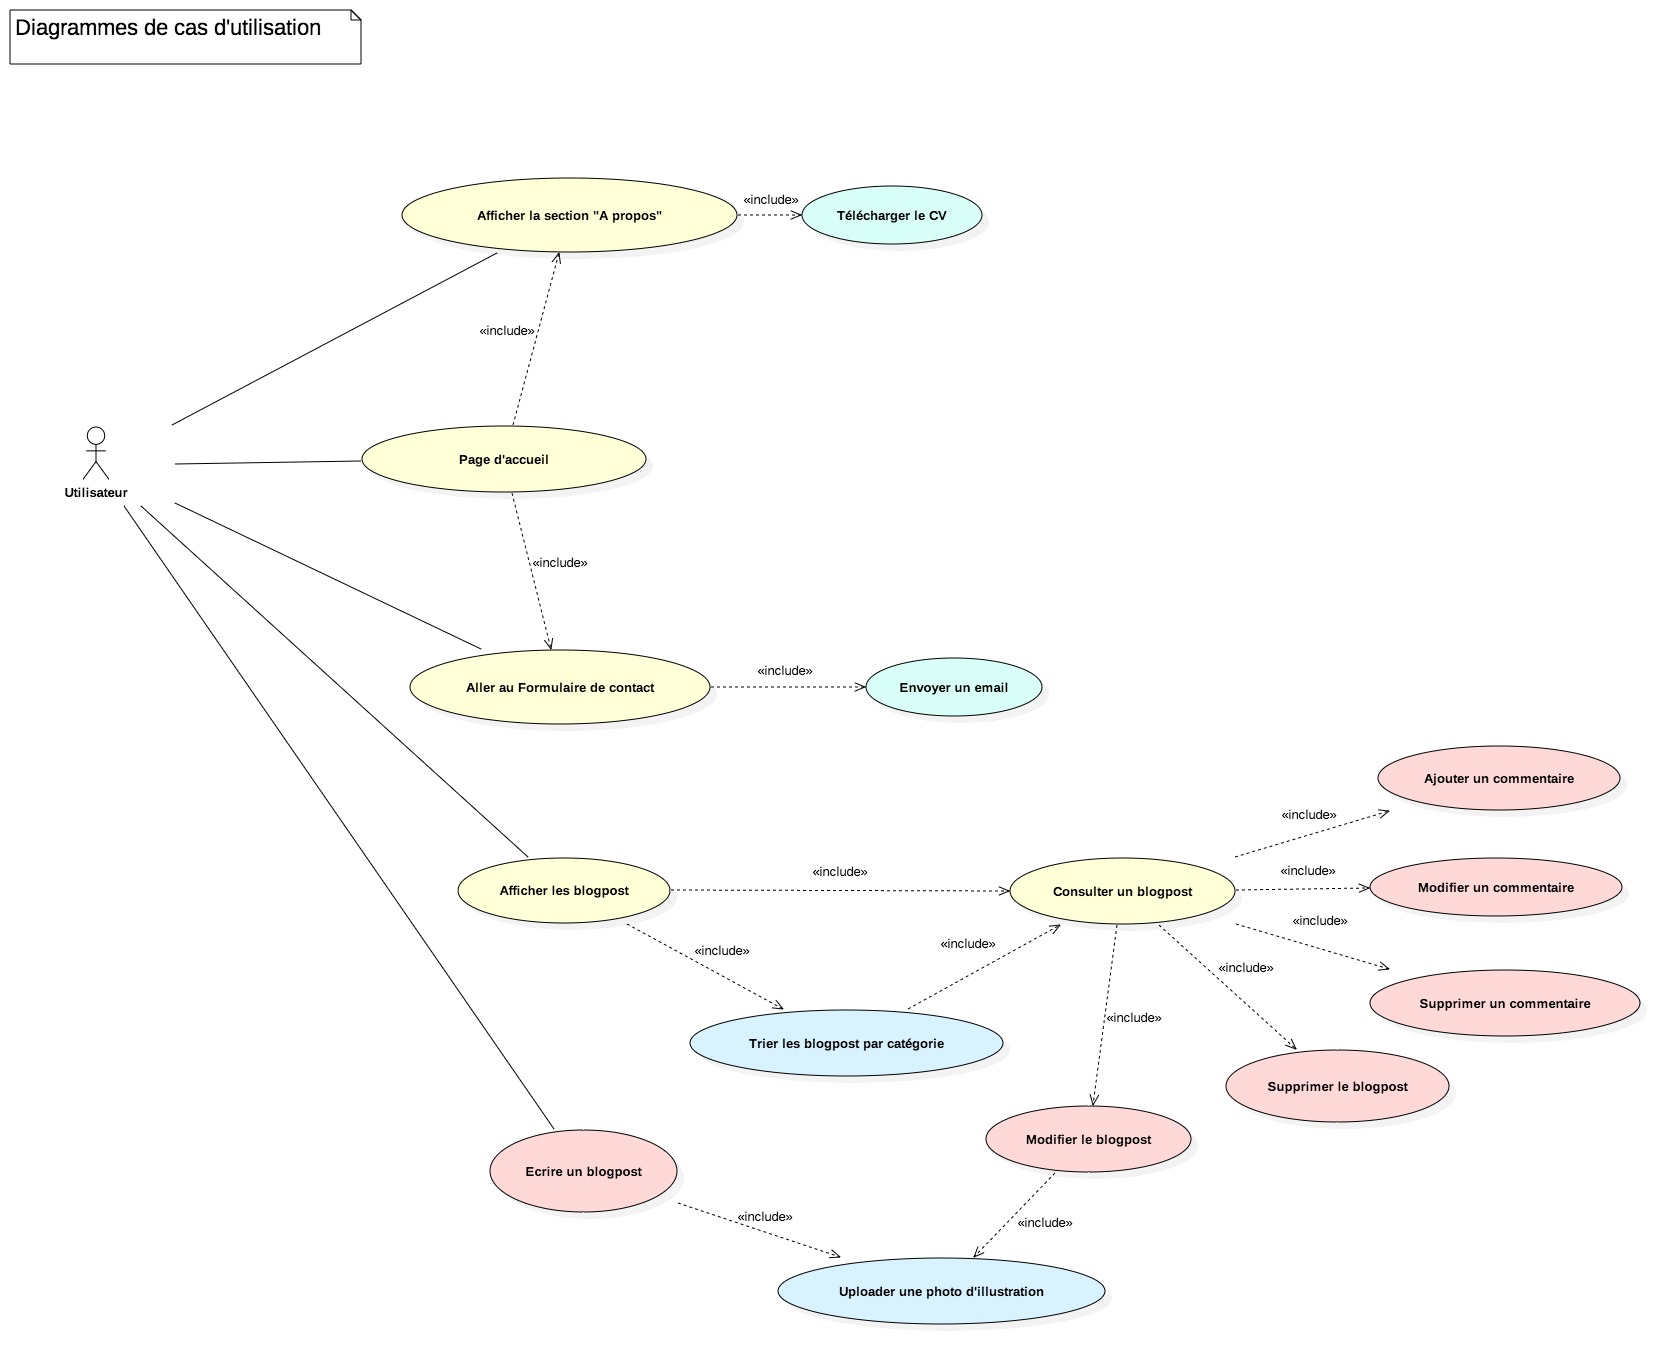 Diagrammes de cas d'utilisation
Afficher la section "A propos"
«include»
Télécharger le CV
«include»
Page d'accueil
Utilisateur
«include»
Aller au Formulaire de contact
«include»
Envoyer un email
Ajouter un commentaire
«include»
Afficher les blogpost
«include»
Consulter un blogpost
«include»
Modifier un commentaire
«include»
«include»
«include»
«include»
Supprimer un commentaire
«include»
Trier les blogpost par catégorie
Supprimer le blogpost
Modifier le blogpost
Ecrire un blogpost
«include»
«include»
Uploader une photo d'illustration